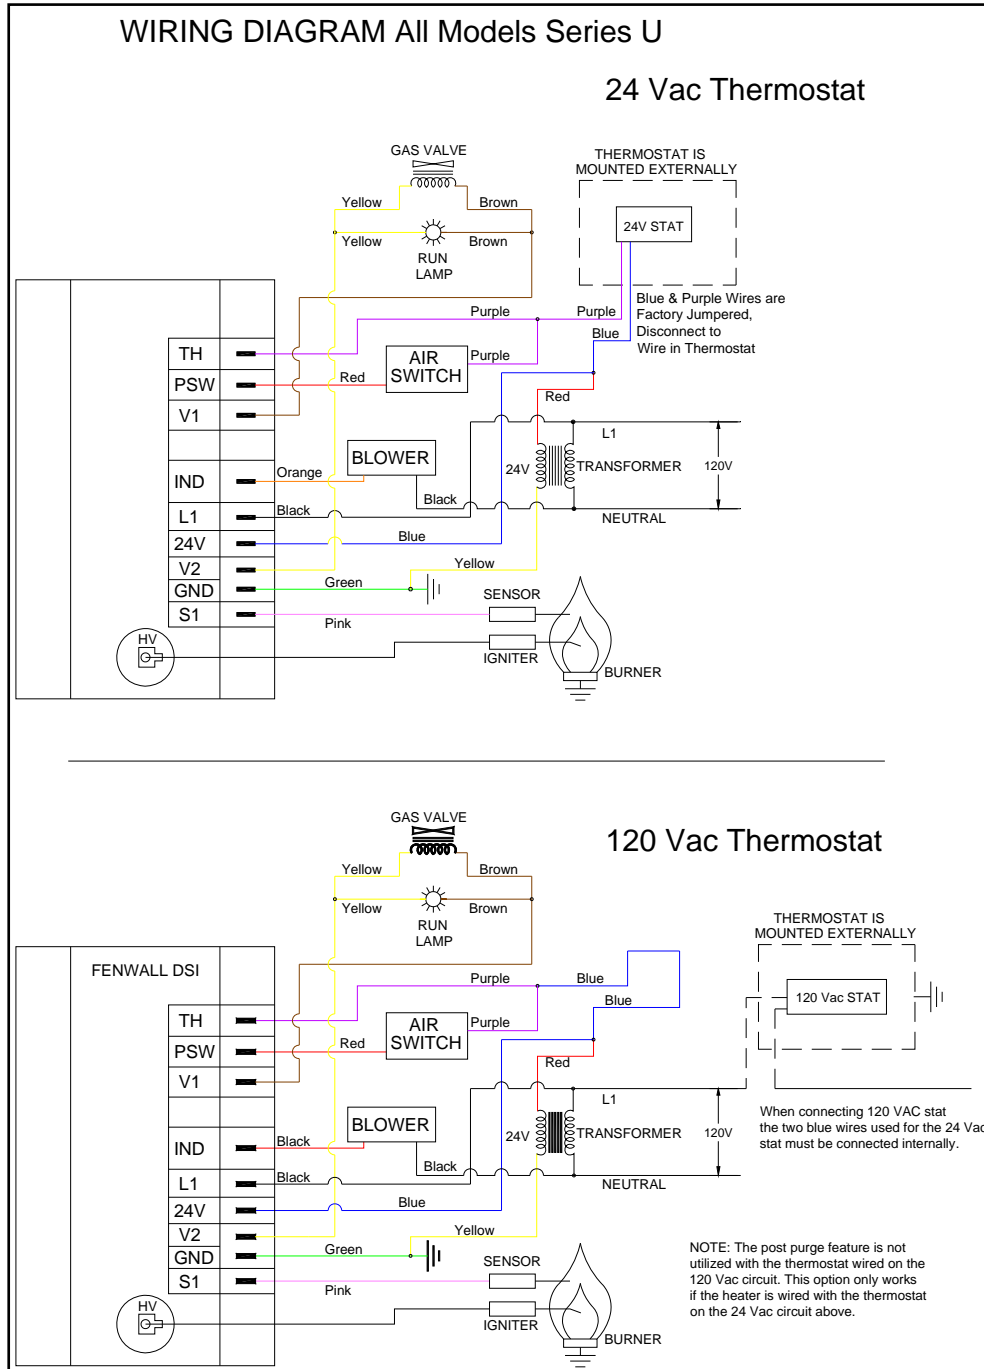 WIRING DIAGRAM All Models Series U
24 Vac Thermostat
GAS VALVE
THERMOSTAT IS
MOUNTED EXTERNALLY
Yellow
Brown
24V STAT
Yellow
Brown
RUN
LAMP
Blue & Purple Wires are
Factory Jumpered,
Disconnect to
Wire in Thermostat
Purple
Purple
Blue
TH
AIR
SWITCH
Purple
PSW
Red
Red
V1
L1
BLOWER
24V
TRANSFORMER
120V
IND
Orange
Black
L1
Black
NEUTRAL
24V
Blue
V2
Yellow
GND
Green
SENSOR
S1
Pink
HV
IGNITER
BURNER
GAS VALVE
120 Vac Thermostat
Yellow
Brown
Yellow
Brown
RUN
LAMP
THERMOSTAT IS
MOUNTED EXTERNALLY
FENWALL DSI
Purple
Blue
120 Vac STAT
Blue
TH
AIR
SWITCH
Purple
PSW
Red
Red
V1
L1
When connecting 120 VAC stat
the two blue wires used for the 24 Vac
stat must be connected internally.
BLOWER
24V
TRANSFORMER
120V
IND
Black
Black
L1
Black
NEUTRAL
24V
Blue
V2
Yellow
GND
Green
NOTE: The post purge feature is not
utilized with the thermostat wired on the
120 Vac circuit. This option only works
if the heater is wired with the thermostat
on the 24 Vac circuit above.
SENSOR
S1
Pink
HV
IGNITER
BURNER